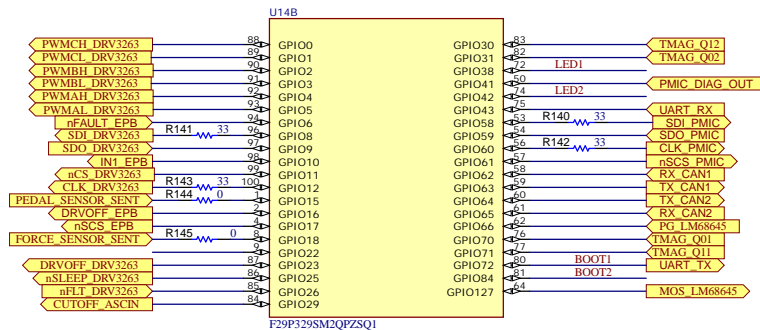 U14B
PWMCH_DRV3263 88 GPIO0 GPIO30 83 TMAG_Q12
PWMCL_DRV3263 89 GPIO1 GPIO31 82 TMAG_Q02
PWMBH_DRV3263 90 GPIO2 GPIO38 72 LED1
PWMBL_DRV3263 91 GPIO3 GPIO41 50 PMIC_DIAG_OUT
PWMAH_DRV3263 92 GPIO4 GPIO42 74 LED2
PWMAL_DRV3263 93 GPIO5 GPIO43 75 UART_RX
nFAULT_EPB 94 GPIO6 GPIO58 53 R140 33 SDI_PMIC
SDI_DRV3263 R141 33 96 GPIO8 GPIO59 54 SDO_PMIC
SDO_DRV3263 97 GPIO9 GPIO60 56 R142 33 CLK_PMIC
IN1_EPB 98 GPIO10 GPIO61 57 nSCS_PMIC
nCS_DRV3263 99 GPIO11 GPIO62 58 RX_CAN1
CLK_DRV3263 R143 33 100 GPIO12 GPIO63 59 TX_CAN1
PEDAL_SENSOR_SENT R144 0 1 GPIO15 GPIO64 60 TX_CAN2
DRVOFF_EPB 2 GPIO16 GPIO65 61 RX_CAN2
nSCS_EPB 4 GPIO17 GPIO66 62 PG_LM68645
FORCE_SENSOR_SENT R145 0 8 GPIO18 GPIO70 76 TMAG_Q01
9 GPIO22 GPIO71 77 TMAG_Q11
DRVOFF_DRV3263 87 GPIO23 GPIO72 80 BOOT1 UART_TX
nSLEEP_DRV3263 86 GPIO25 GPIO84 81 BOOT2
nFLT_DRV3263 85 GPIO26 GPIO127 64 MOS_LM68645
CUTOFF_ASCIN 84 GPIO29
F29P329SM2QPZSQ1